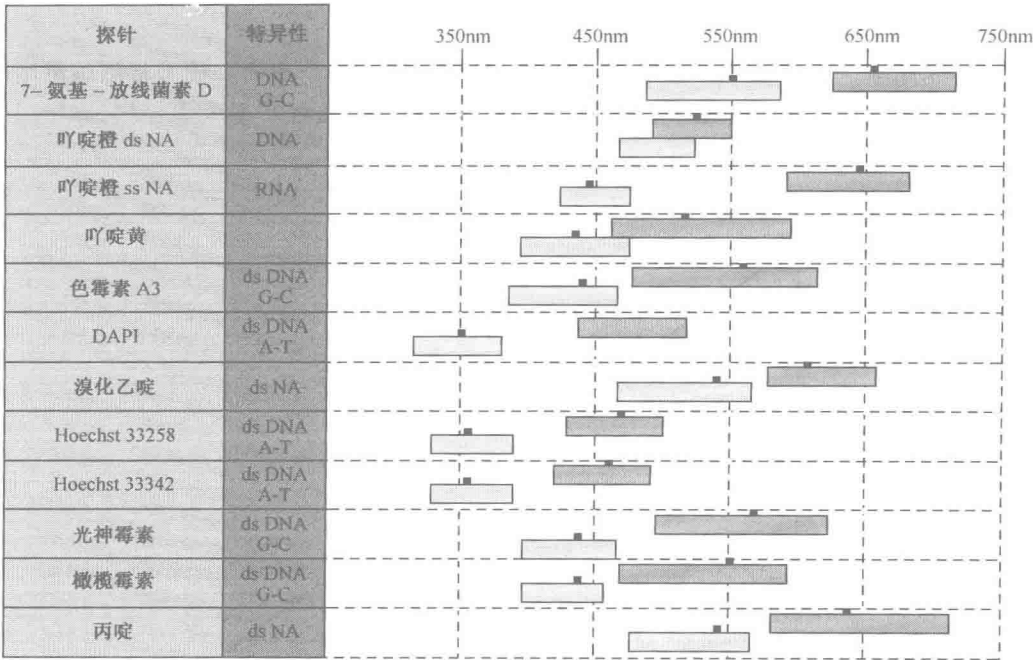 探针 特异性 350nm 450nm 550nm 650nm 750nm
7–氨基–放线菌素 D DNA G-C
吖啶橙 ds NA DNA
吖啶橙 ss NA RNA
吖啶黄
色霉素 A3 ds DNA G-C
DAPI ds DNA A-T
溴化乙啶 ds NA
Hoechst 33258 ds DNA A-T
Hoechst 33342 ds DNA A-T
光神霉素 ds DNA G-C
橄榄霉素 ds DNA G-C
丙啶 ds NA